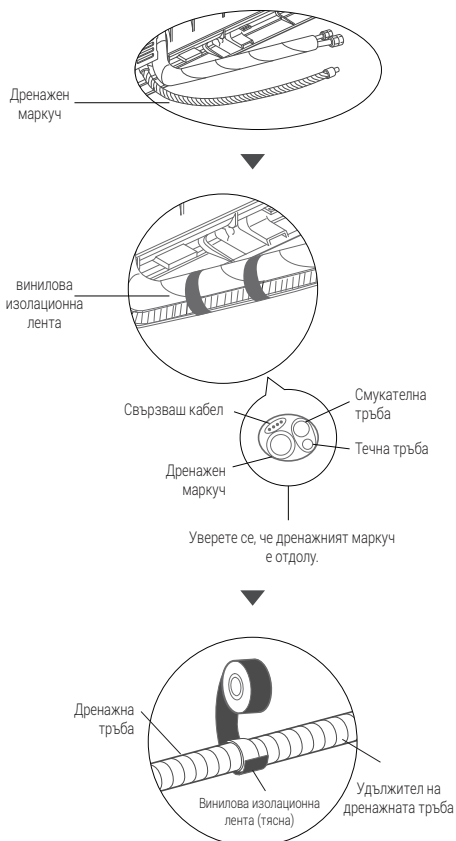 Дренажен
маркуч
винилова
изолационна
лента
Свързваш кабел
Смукателна
тръба
Течна тръба
Дренажен
маркуч
Уверете се, че дренажният маркуч
е отдолу.
Дренажна
тръба
Винилова изолационна
лента (тясна)
Удължител на
дренажната тръба